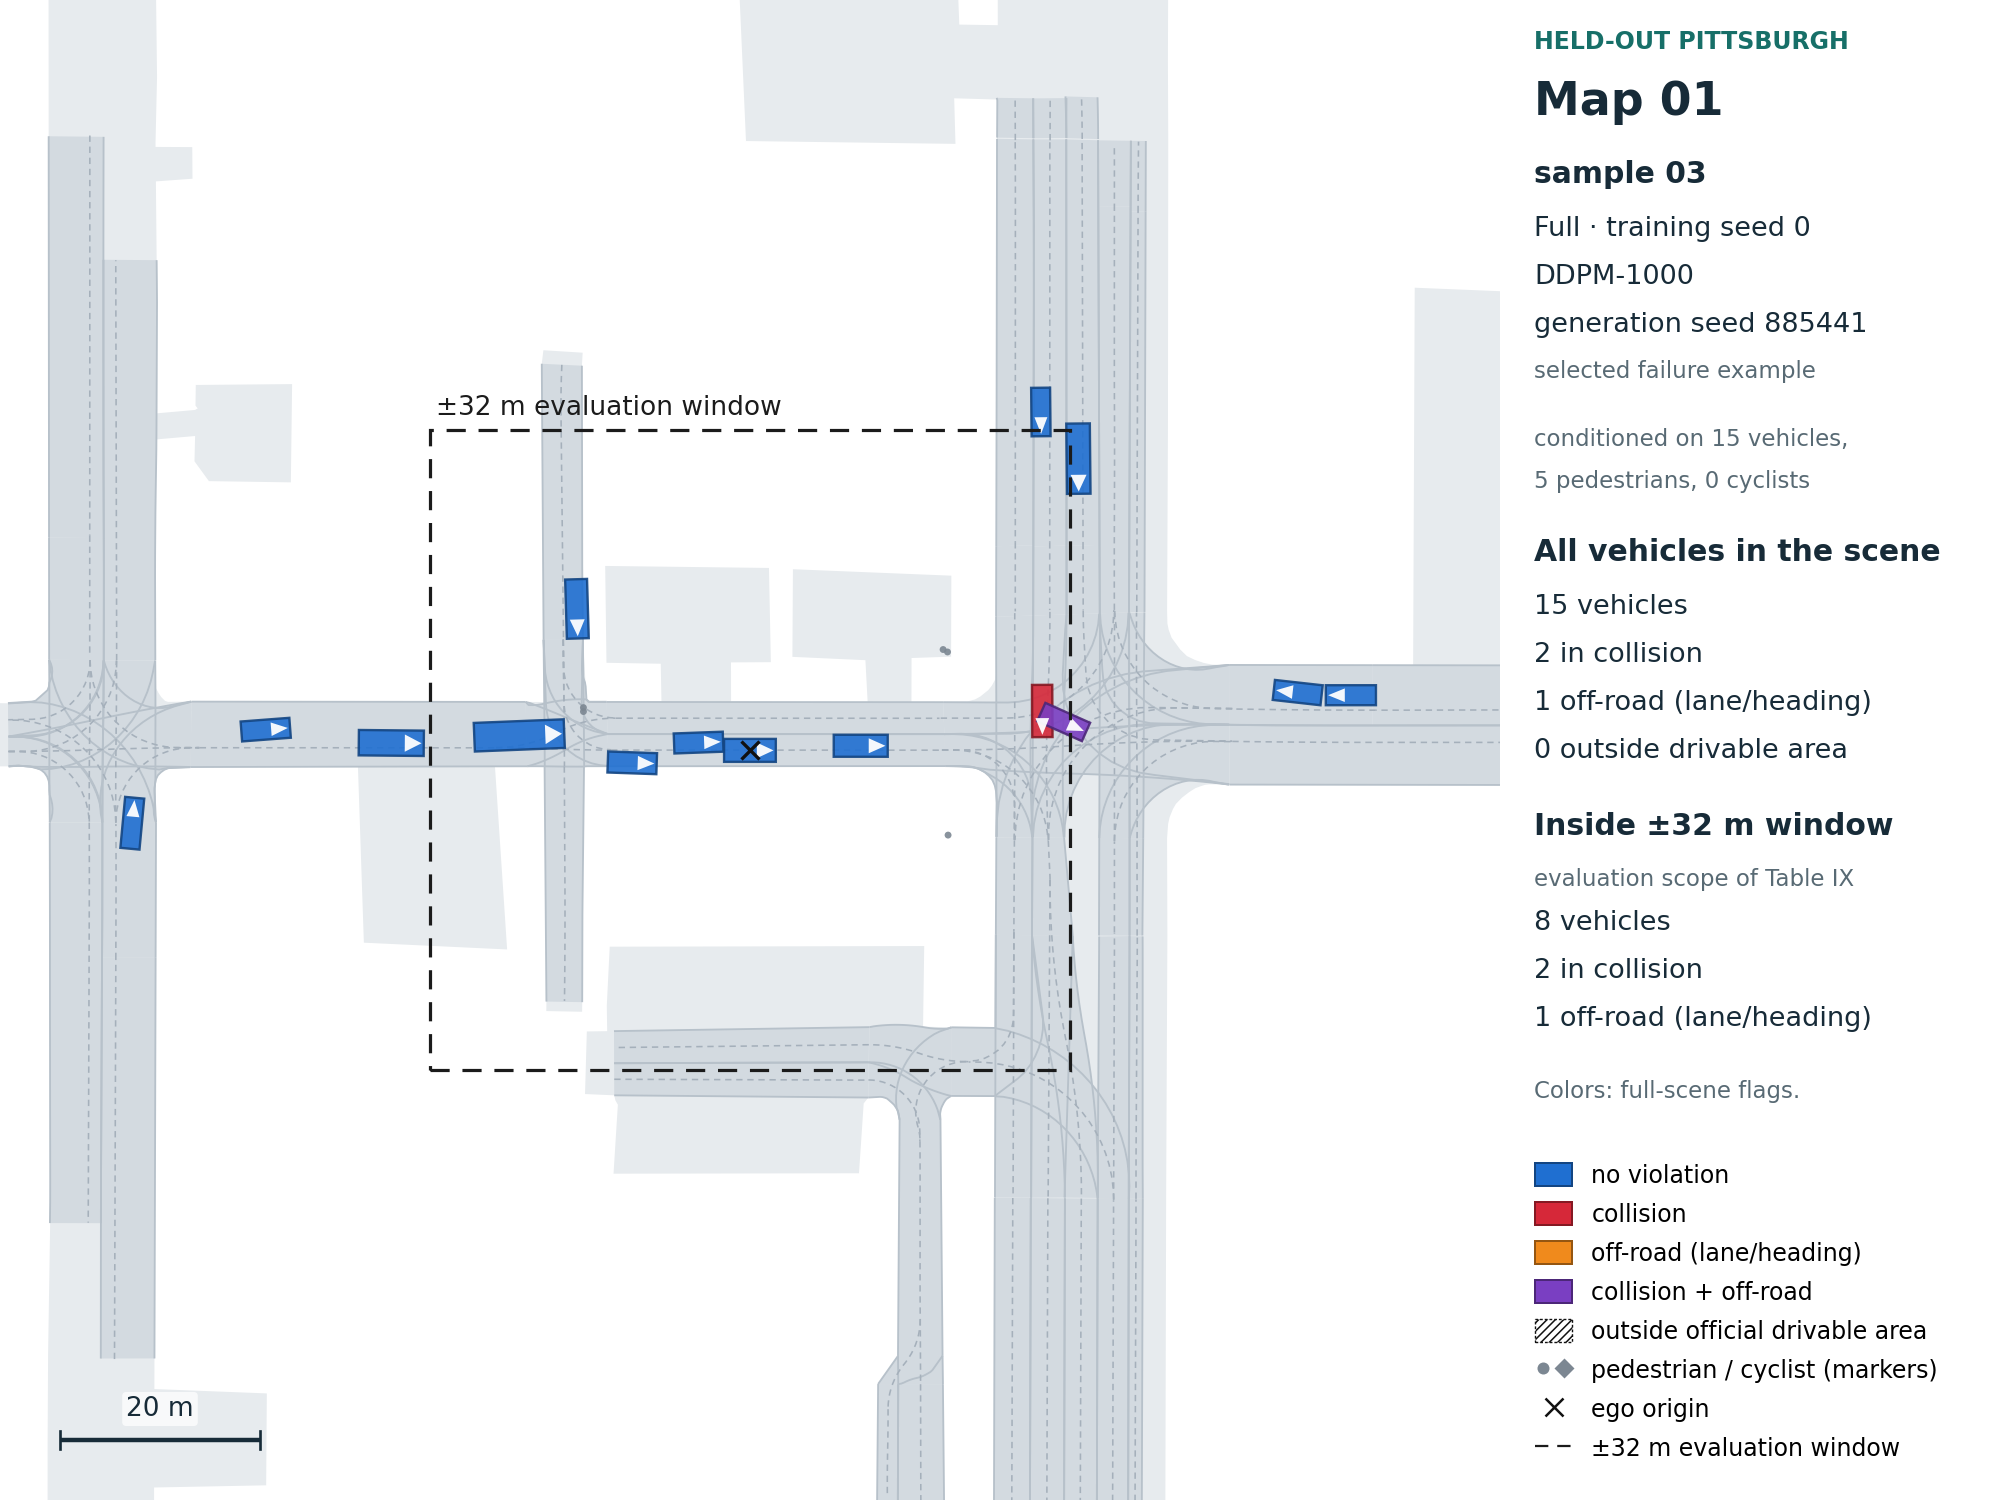 HELD-OUT PITTSBURGH
Map 01
sample 03
Full · training seed 0
DDPM-1000
generation seed 885441
selected failure example
conditioned on 15 vehicles,
5 pedestrians, 0 cyclists
All vehicles in the scene
15 vehicles
2 in collision
1 off-road (lane/heading)
0 outside drivable area
Inside ±32 m window
evaluation scope of Table IX
8 vehicles
2 in collision
1 off-road (lane/heading)
Colors: full-scene flags.
no violation
collision
off-road (lane/heading)
collision + off-road
outside official drivable area
pedestrian / cyclist (markers)
ego origin
±32 m evaluation window
±32 m evaluation window
20 m